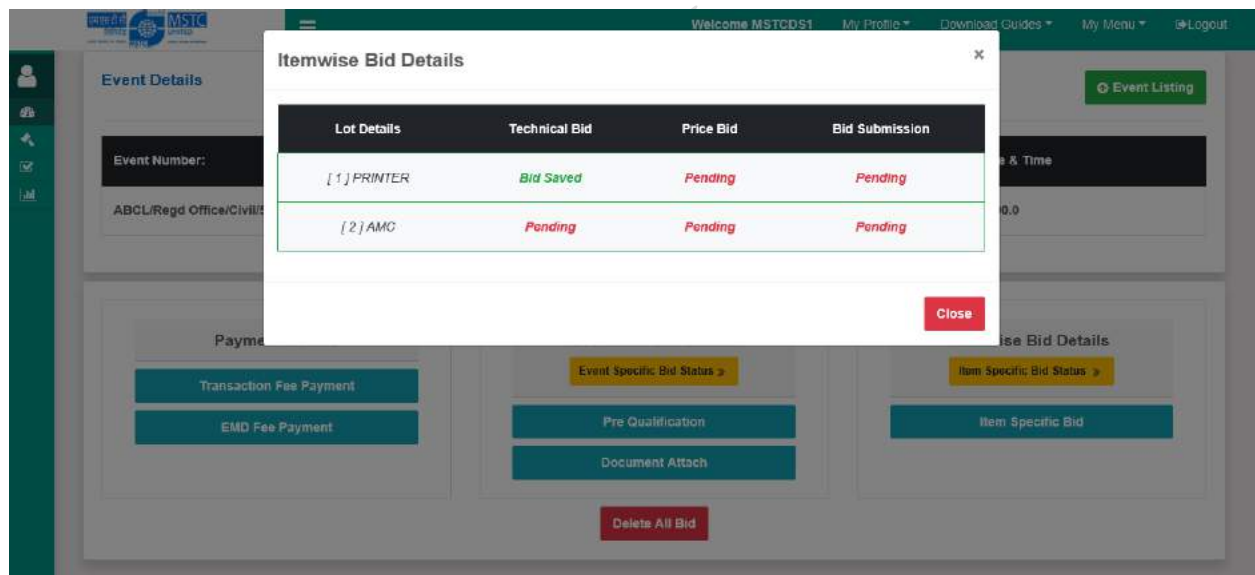 एमएसटीसी MSTC
LIMITED
Welcome MSTCDS1 My Profile Download Guides My Menu Logout
Itemwise Bid Details ×
Event Details
Event Listing
Lot Details Technical Bid Price Bid Bid Submission
Event Number: & Time
[ 1 ] PRINTER Bid Saved Pending Pending
ABCL/Regd Office/Civil/ 0.0
[ 2 ] AMC Pending Pending Pending
Close
Payme ise Bid Details
Event Specific Bid Status » Item Specific Bid Status »
Transaction Fee Payment
Pre Qualification Item Specific Bid
EMD Fee Payment
Document Attach
Delete All Bid